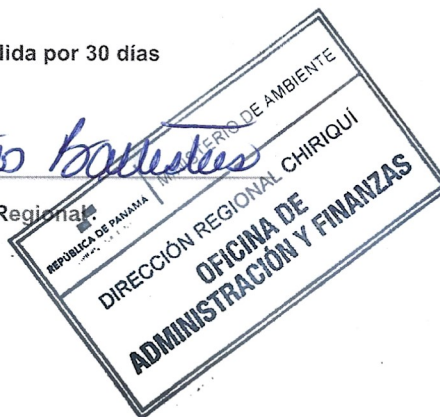 lida por 30 días
Regional:
REPÚBLICA DE PANAMÁ
MINISTERIO DE AMBIENTE
DIRECCIÓN REGIONAL CHIRIQUÍ
OFICINA DE
ADMINISTRACIÓN Y FINANZAS